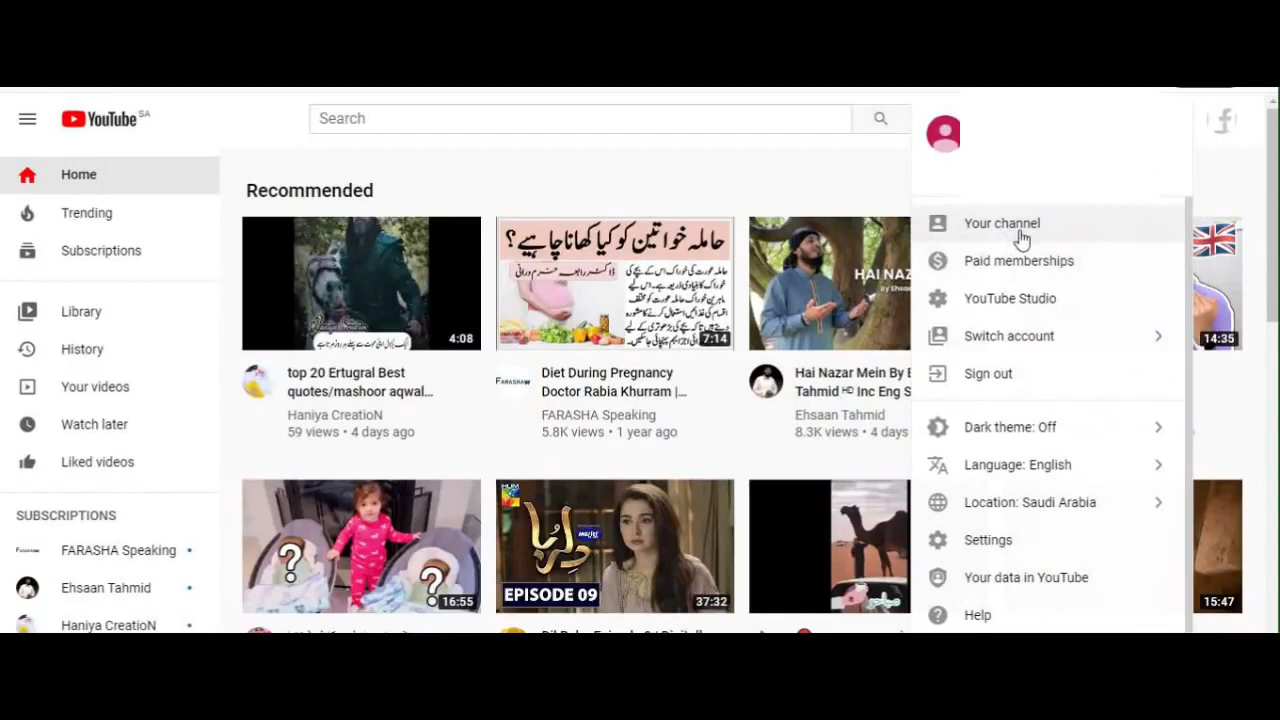 YouTube SA
Search
Home
Trending
Subscriptions
Library
History
Your videos
Watch later
Liked videos
SUBSCRIPTIONS
FARASHA Speaking
Ehsaan Tahmid
Haniya CreatioN
Recommended
4:08
top 20 Ertugral Best
quotes/mashoor aqwal...
Haniya CreatioN
59 views • 4 days ago
حاملہ خواتین کو کیا کھانا چاہیے؟
7:14
Diet During Pregnancy
Doctor Rabia Khurram |...
FARASHA Speaking
5.8K views • 1 year ago
HAI NAZ
Hai Nazar Mein By E
Tahmid HD Inc Eng S
Ehsaan Tahmid
8.3K views • 4 days
14:35
? ?
16:55
HUM
دلربا
EPISODE 09
37:32
15:47
Your channel
Paid memberships
YouTube Studio
Switch account
Sign out
Dark theme: Off
Language: English
Location: Saudi Arabia
Settings
Your data in YouTube
Help